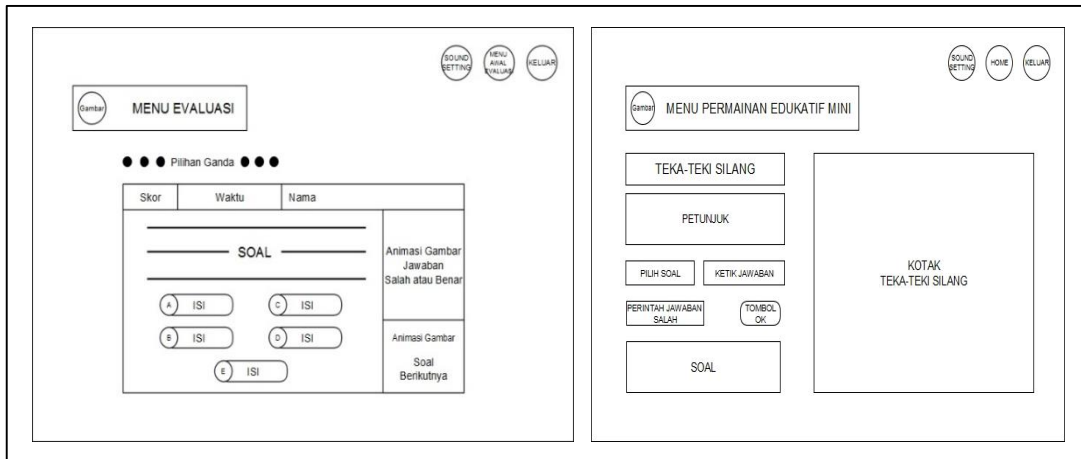 SOUND
SETTING
MENU
AWAL
EVALUASI
KELUAR
Gambar
MENU EVALUASI
Pilihan Ganda
Skor
Waktu
Nama
SOAL
Animasi Gambar
Jawaban
Salah atau Benar
A
ISI
C
ISI
B
ISI
D
ISI
E
ISI
Animasi Gambar
Soal
Berikutnya
SOUND
SETTING
HOME
KELUAR
Gambar
MENU PERMAINAN EDUKATIF MINI
TEKA-TEKI SILANG
PETUNJUK
PILIH SOAL
KETIK JAWABAN
PERINTAH JAWABAN
SALAH
TOMBOL
OK
SOAL
KOTAK
TEKA-TEKI SILANG